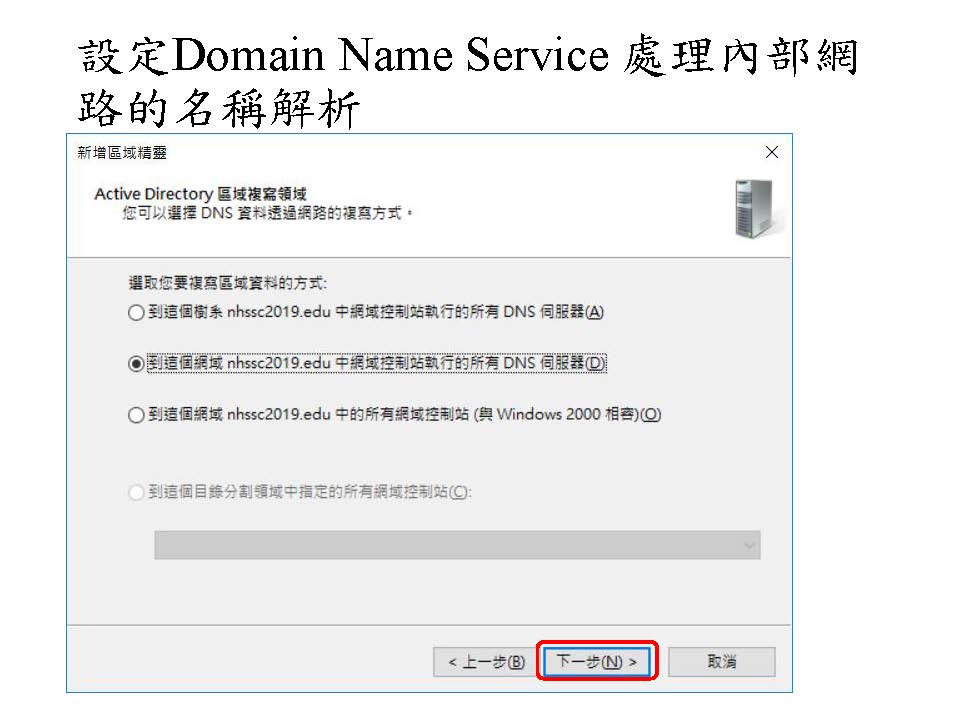 設定Domain Name Service 處理內部網
路的名稱解析
新增區域精靈
Active Directory 區域複寫領域
您可以選擇 DNS 資料透過網路的複寫方式。
選取您要複寫區域資料的方式:
到這個樹系 nhssc2019.edu 中網域控制站執行的所有 DNS 伺服器(A)
到這個網域 nhssc2019.edu 中網域控制站執行的所有 DNS 伺服器(D)
到這個網域 nhssc2019.edu 中的所有網域控制站 (與 Windows 2000 相容)(O)
到這個目錄分割領域中指定的所有網域控制站(C):
< 上一步(B) 下一步(N) > 取消